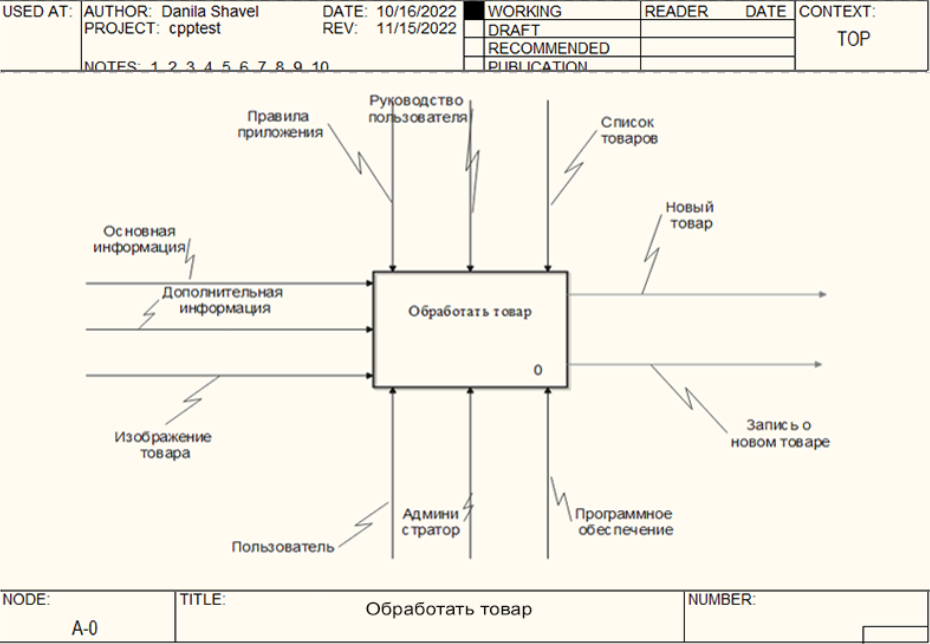 USED AT:
AUTHOR: Danila Shavel
DATE: 10/16/2022
PROJECT: cpptest
REV: 11/15/2022
NOTES: 1 2 3 4 5 6 7 8 9 10
WORKING
DRAFT
RECOMMENDED
PUBLICATION
READER
DATE
CONTEXT:
TOP
Правила
приложения
Руководство
пользователя
Список
товаров
Новый
товар
Основная
информация
Дополнительная
информация
Обработать товар
0
Изображение
товара
Запись о
новом товаре
Пользователь
Админи
стратор
Программное
обеспечение
NODE:
A-0
TITLE:
Обработать товар
NUMBER: